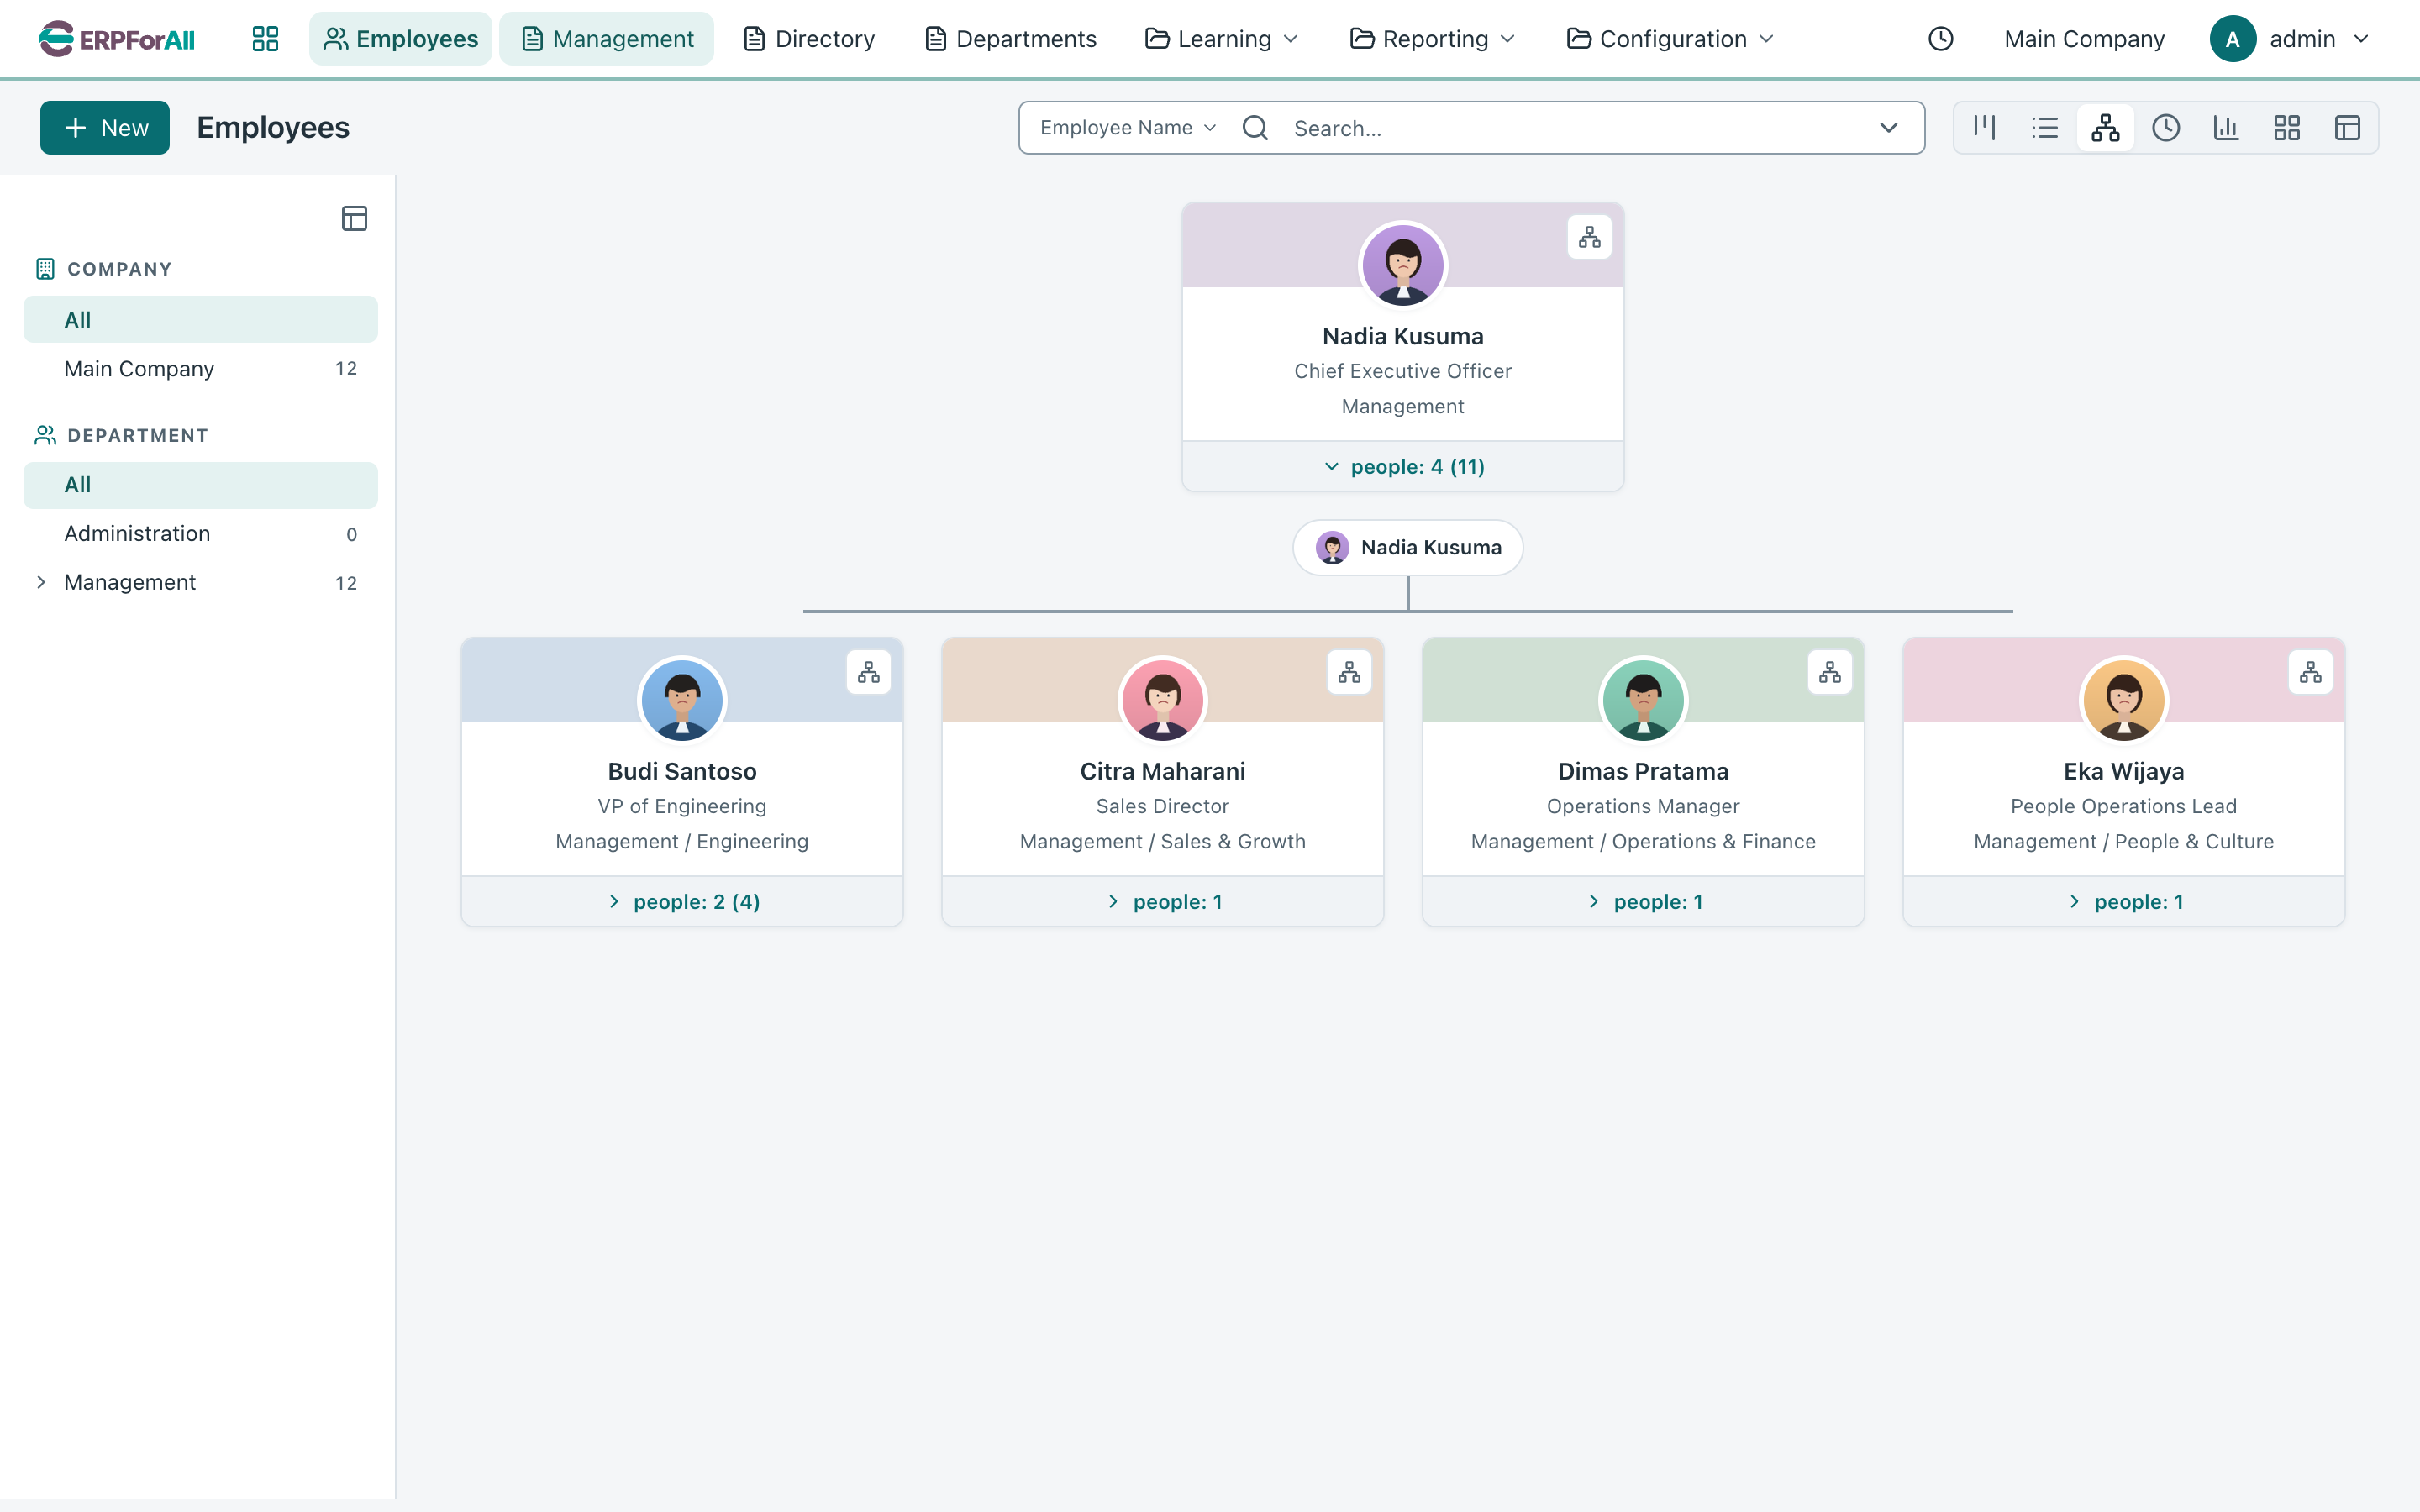 ERPForAll Employees Management Directory Departments Learning Reporting Configuration Main Company A admin
New Employees Employee Name Search...
COMPANY
All
Main Company 12
DEPARTMENT
All
Administration 0
Management 12
Nadia Kusuma
Chief Executive Officer
Management
people: 4 (11)
Nadia Kusuma
Budi Santoso
VP of Engineering
Management / Engineering
people: 2 (4)
Citra Maharani
Sales Director
Management / Sales & Growth
people: 1
Dimas Pratama
Operations Manager
Management / Operations & Finance
people: 1
Eka Wijaya
People Operations Lead
Management / People & Culture
people: 1